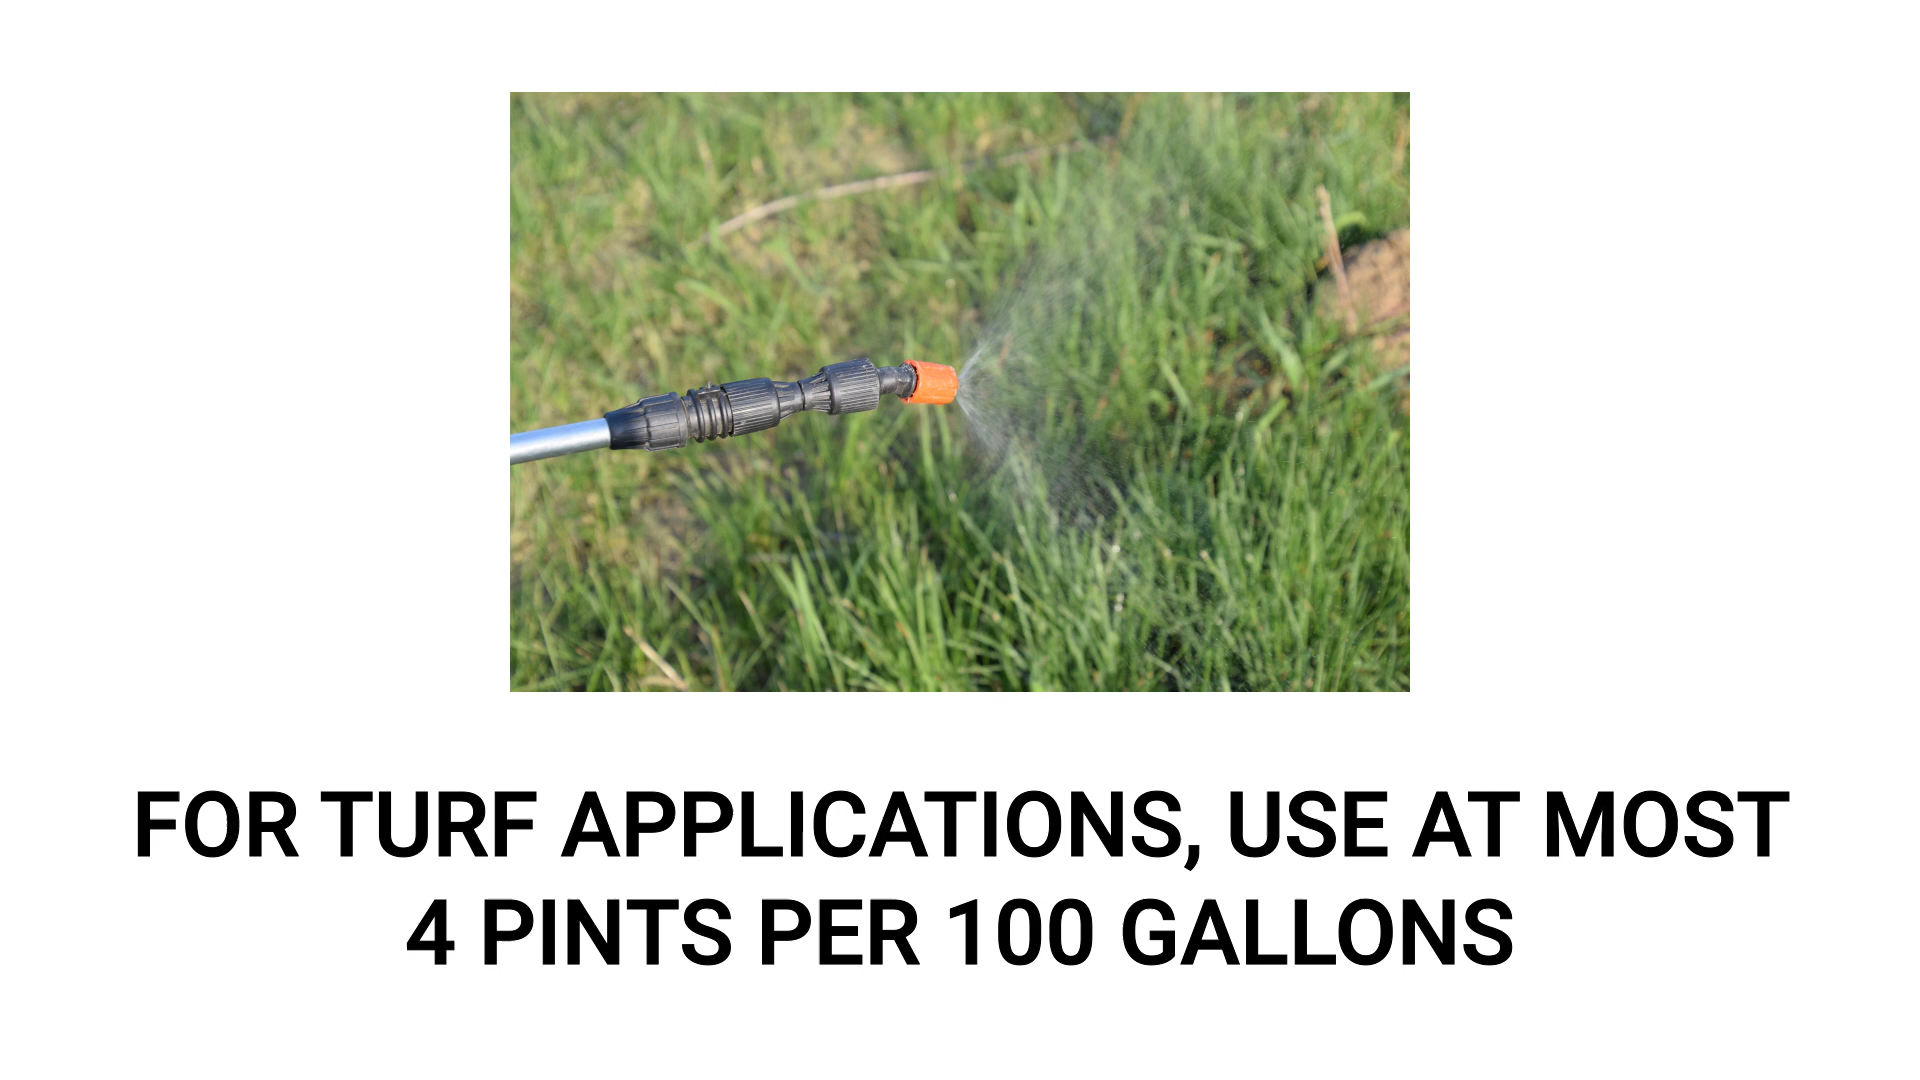 FOR TURF APPLICATIONS, USE AT MOST
4 PINTS PER 100 GALLONS